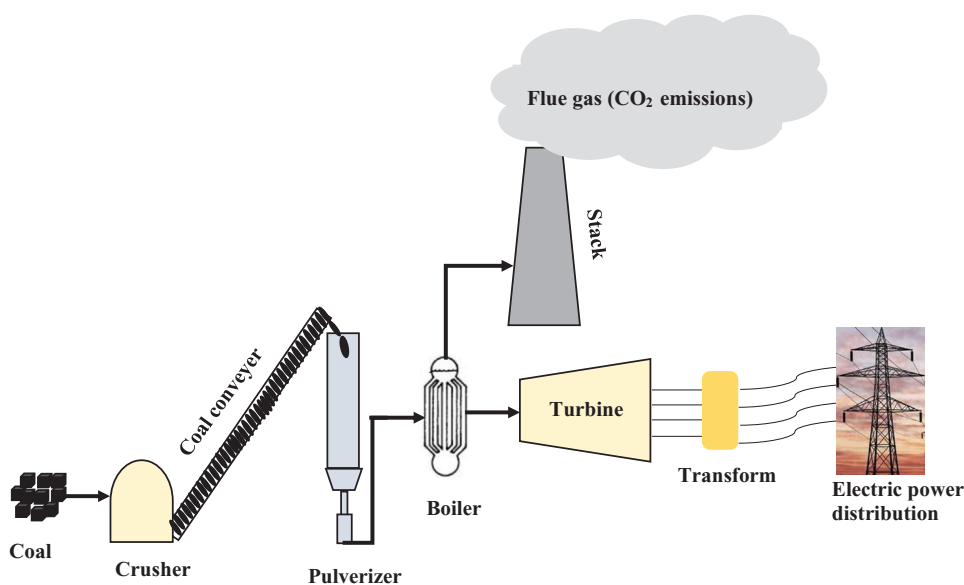 Flue gas (CO₂ emissions)
Stack
Coal conveyer
Turbine
Transform
Electric power
distribution
Boiler
Coal
Crusher
Pulverizer